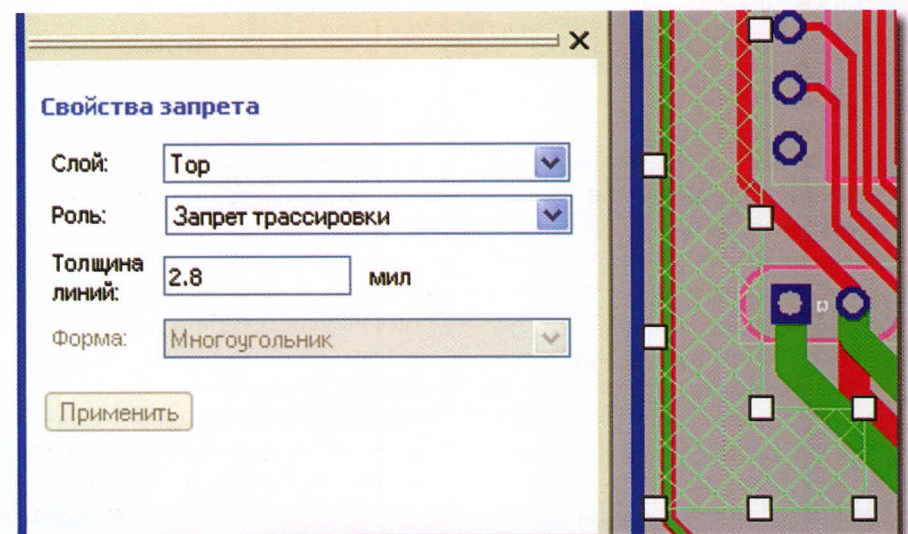 Свойства запрета
Слой: Top
Роль: Запрет трассировки
Толщина линий: 2.8 мил
Форма: Многоугольник
Применить